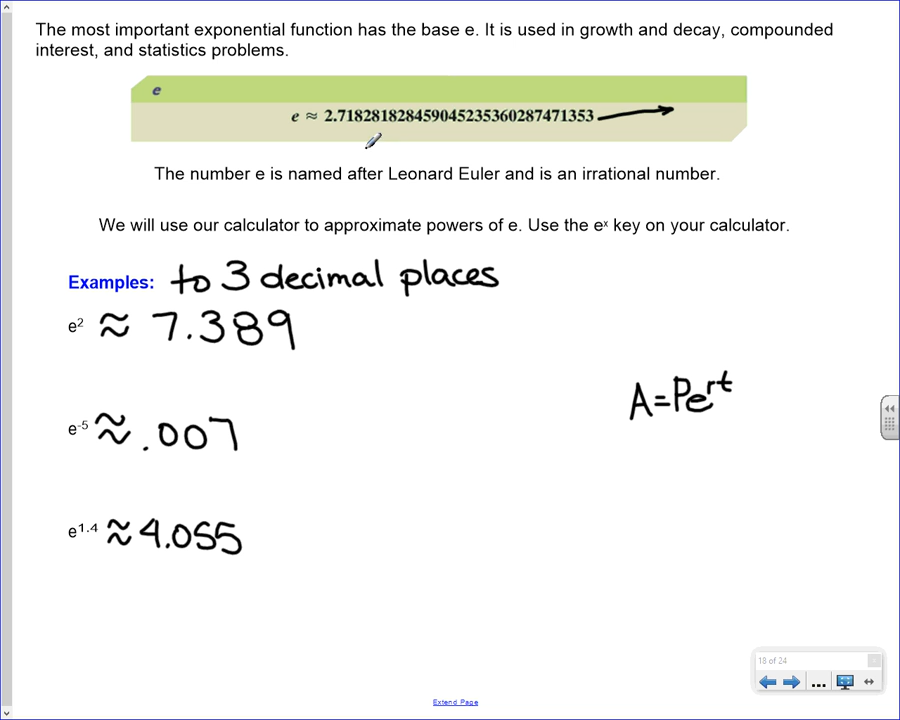 The most important exponential function has the base e. It is used in growth and decay, compounded
interest, and statistics problems.
e
e ≈ 2.718281828459045235360287471353
The number e is named after Leonard Euler and is an irrational number.
We will use our calculator to approximate powers of e. Use the eˣ key on your calculator.
Examples: to 3 decimal places
e² ≈ 7.389
A=Pe^rt
e⁻⁵ ≈ .007
e^1.4 ≈ 4.055
18 of 24
...
Extend Page